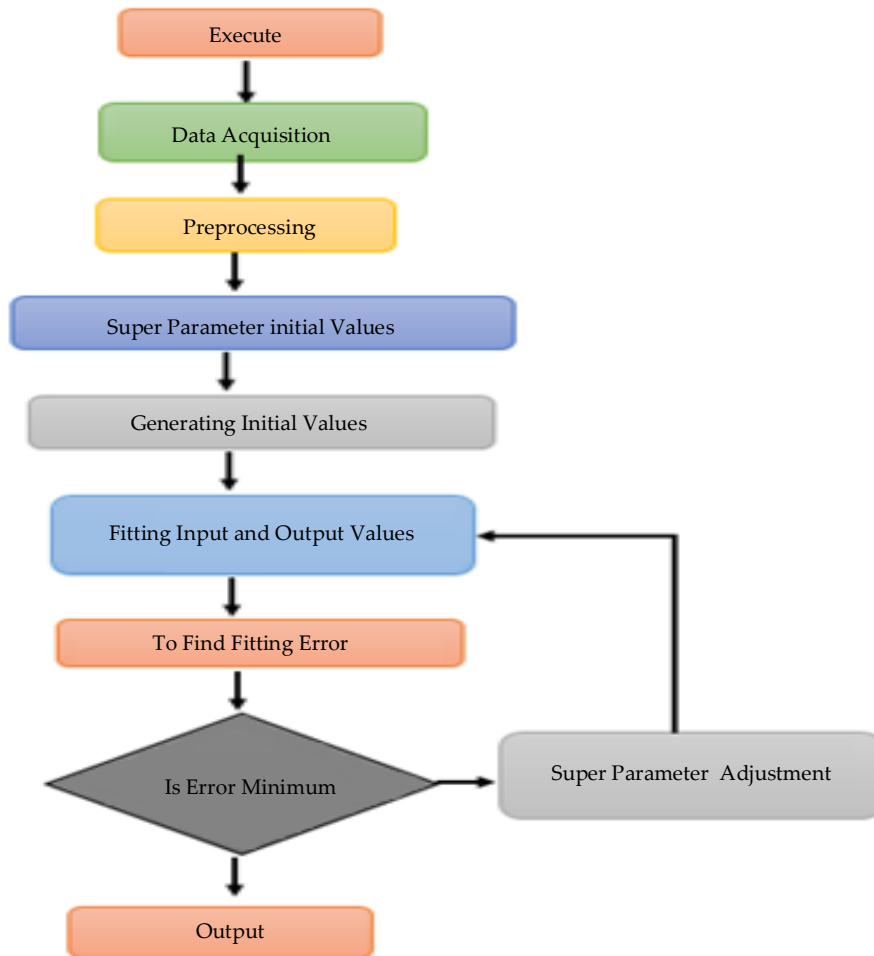 Execute
Data Acquisition
Preprocessing
Super Parameter initial Values
Generating Initial Values
Fitting Input and Output Values
To Find Fitting Error
Is Error Minimum
Super Parameter Adjustment
Output